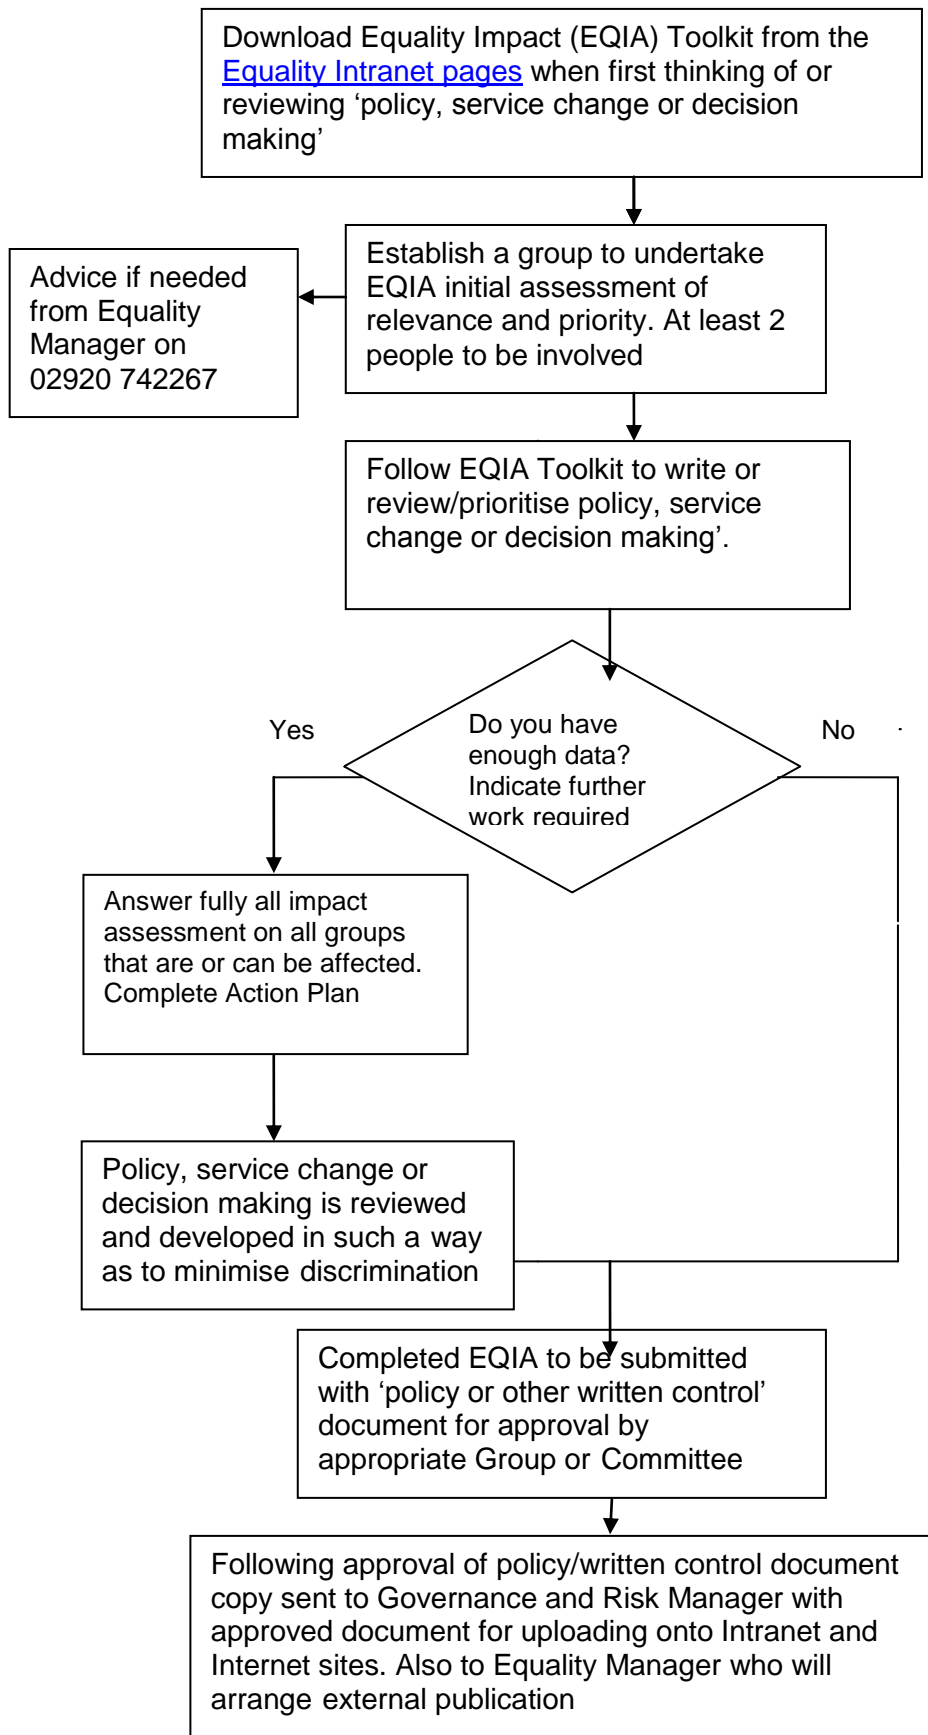 Download Equality Impact (EQIA) Toolkit from the
Equality Intranet pages when first thinking of or
reviewing ‘policy, service change or decision
making’
Establish a group to undertake
EQIA initial assessment of
relevance and priority. At least 2
people to be involved
Advice if needed
from Equality
Manager on
02920 742267
Follow EQIA Toolkit to write or
review/prioritise policy, service
change or decision making’.
Do you have
enough data?
Indicate further
work required
Yes
No
Answer fully all impact
assessment on all groups
that are or can be affected.
Complete Action Plan
Policy, service change or
decision making is reviewed
and developed in such a way
as to minimise discrimination
Completed EQIA to be submitted
with ‘policy or other written control’
document for approval by
appropriate Group or Committee
Following approval of policy/written control document
copy sent to Governance and Risk Manager with
approved document for uploading onto Intranet and
Internet sites. Also to Equality Manager who will
arrange external publication